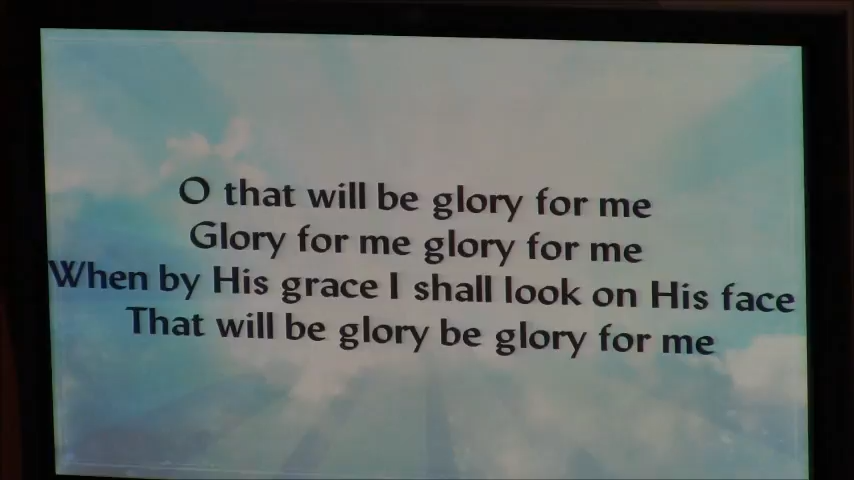 O that will be glory for me
Glory for me glory for me
When by His grace I shall look on His face
That will be glory be glory for me